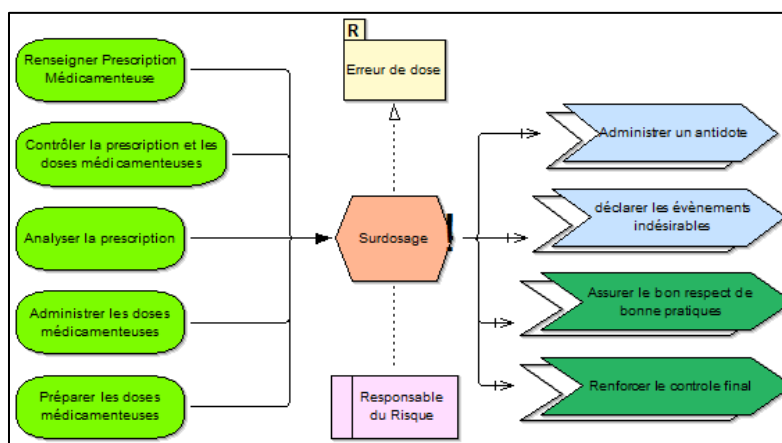 Renseigner Prescription
Médicamenteuse
Contrôler la prescription et les
doses médicamenteuses
Analyser la prescription
Administrer les doses
médicamenteuses
Préparer les doses
médicamenteuses
R
Erreur de dose
Surdosage
!
Responsable
du Risque
Administrer un antidote
déclarer les évènements
indésirables
Assurer le bon respect de
bonne pratiques
Renforcer le controle final